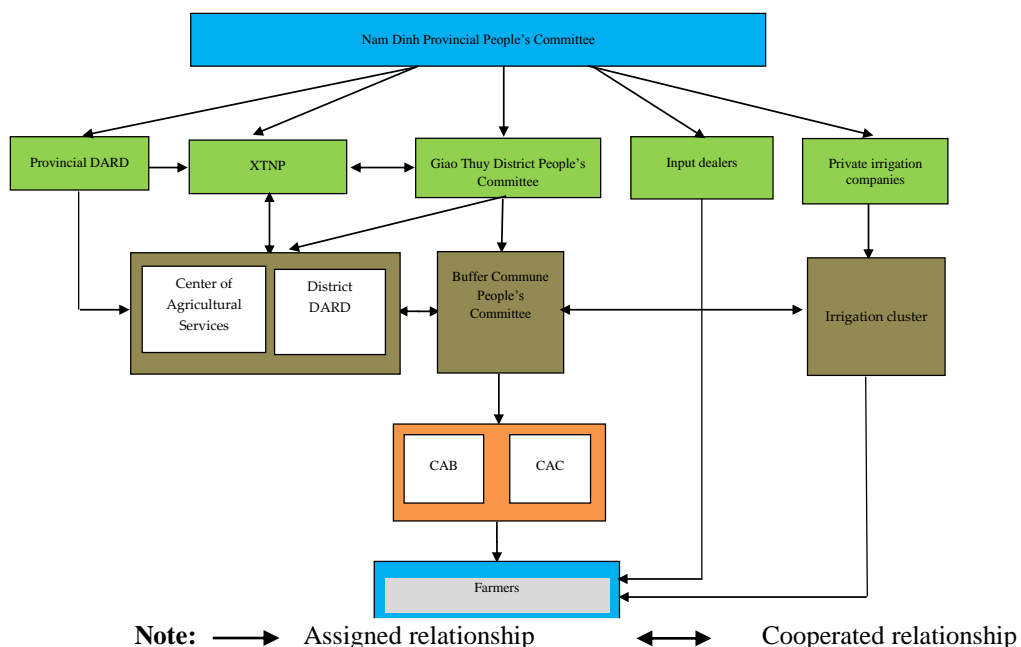 Nam Dinh Provincial People’s Committee
Provincial DARD
XTNP
Giao Thuy District People’s
Committee
Input dealers
Private irrigation
companies
Center of
Agricultural
Services
District
DARD
Buffer Commune
People’s
Committee
Irrigation cluster
CAB
CAC
Farmers
Note: Assigned relationship Cooperated relationship